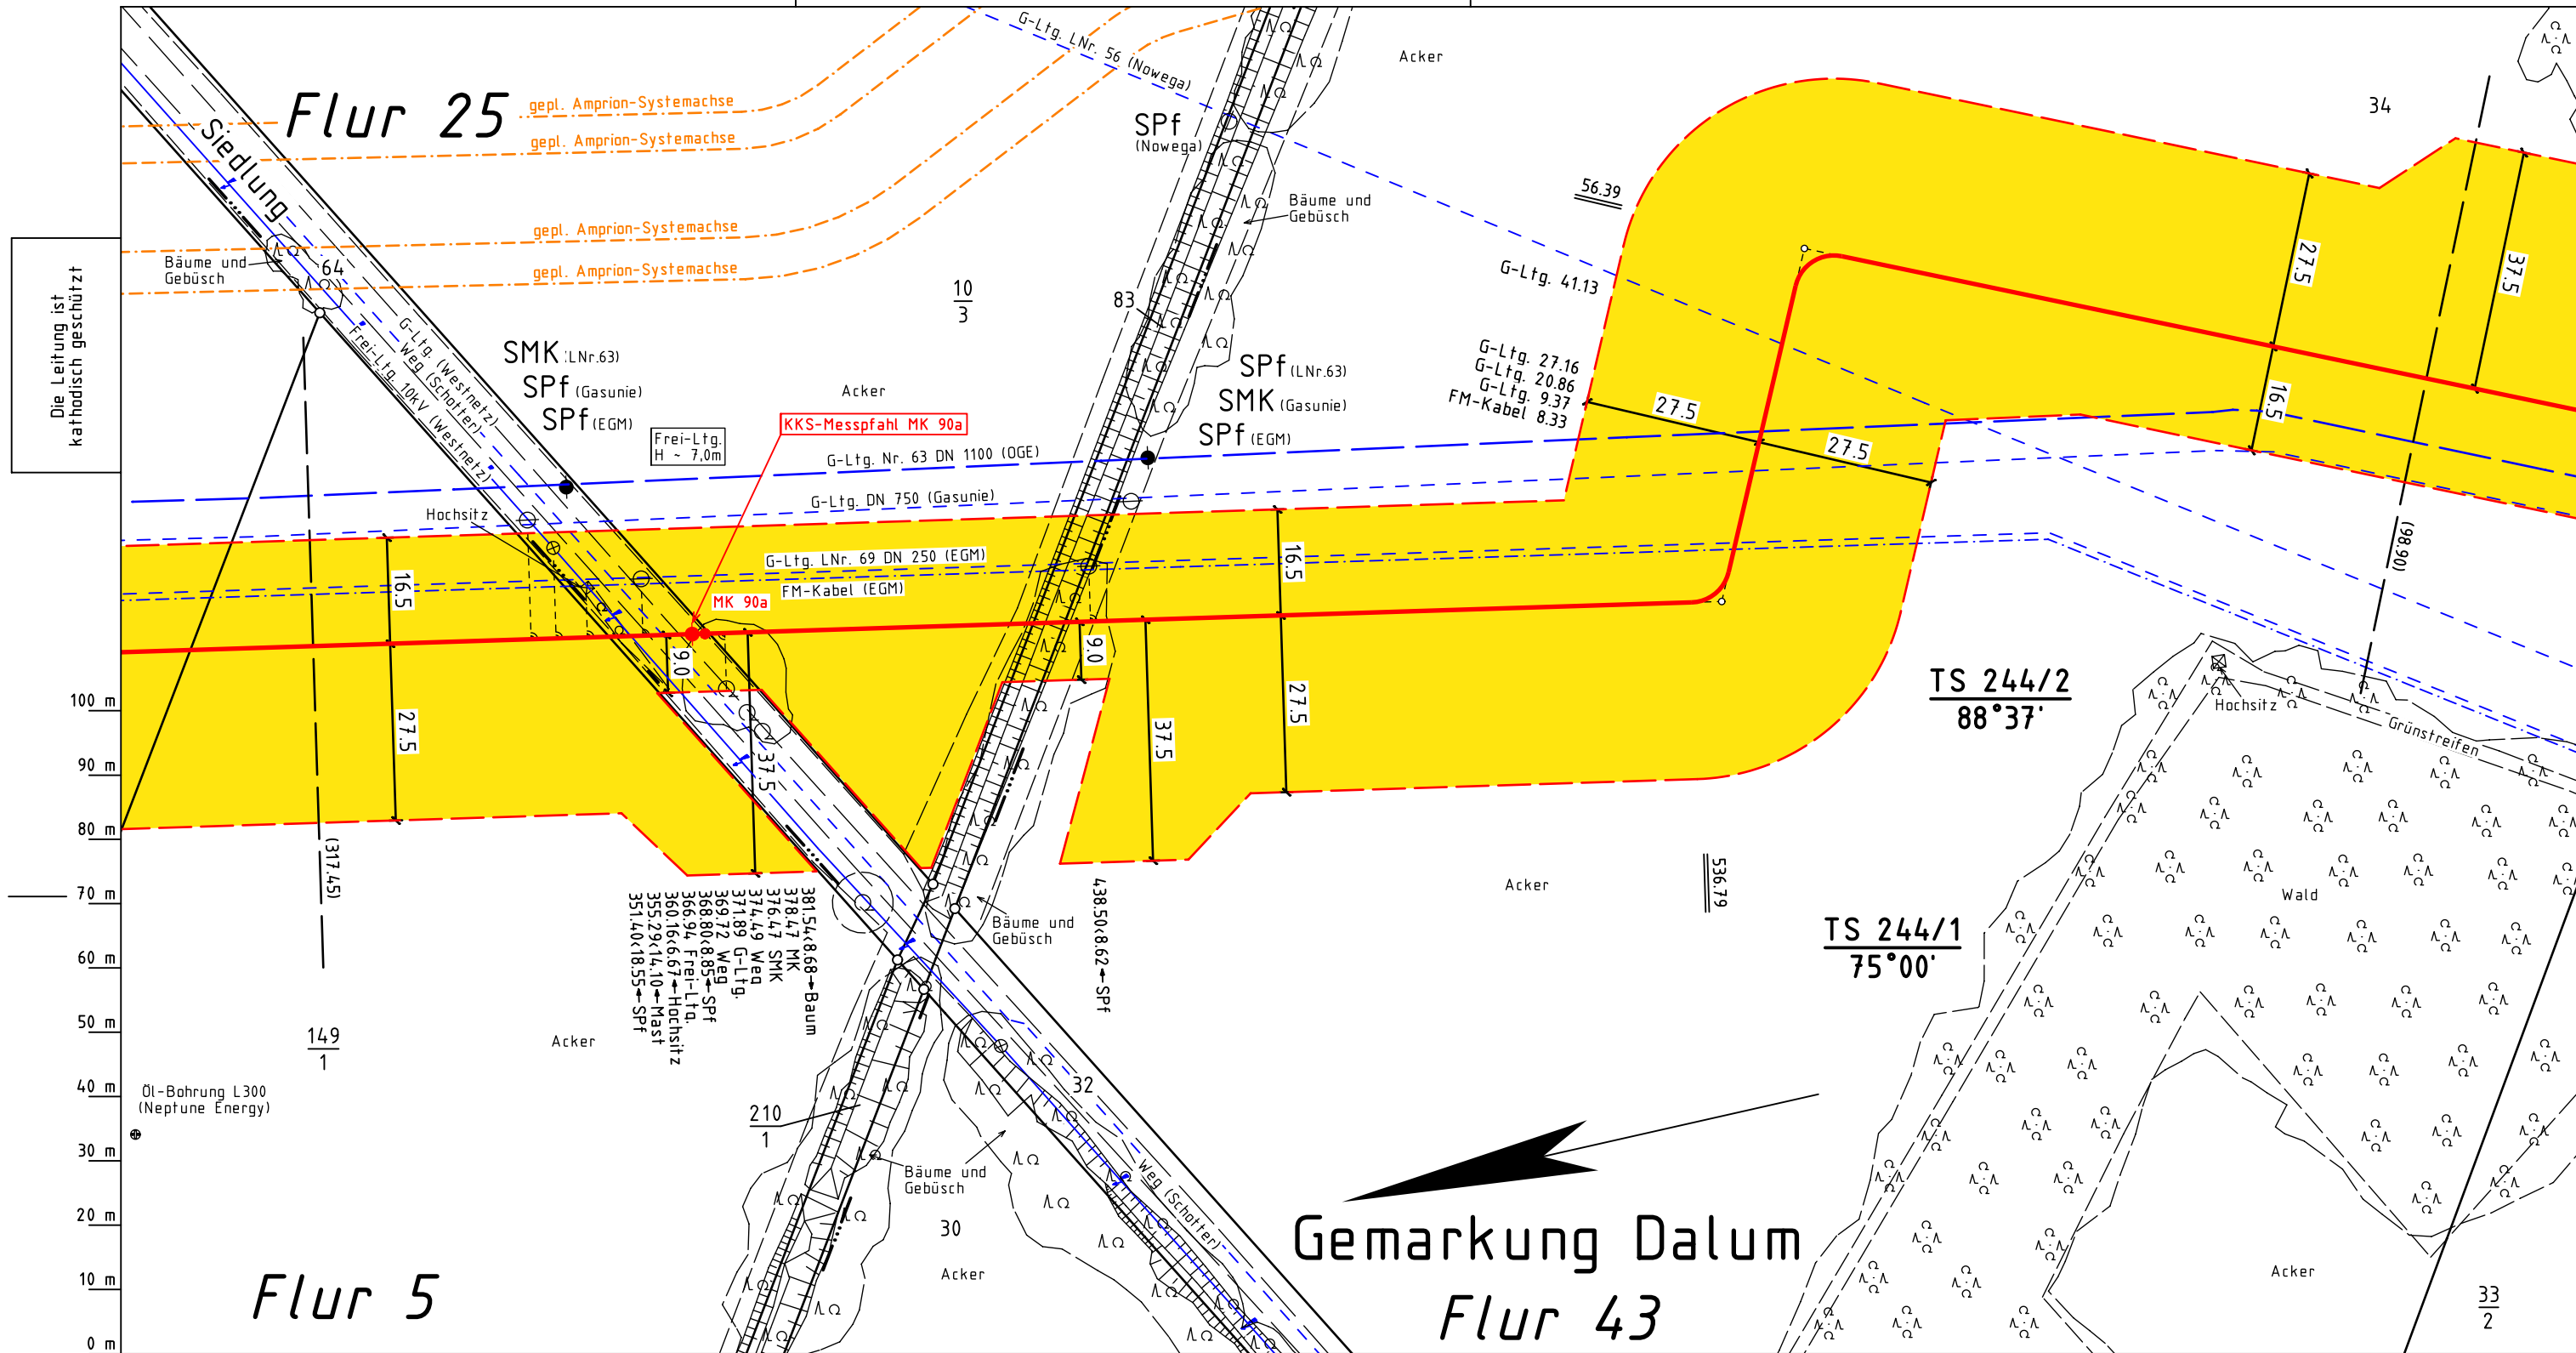 Flur 25
gepl. Amprion-Systemachse
gepl. Amprion-Systemachse
gepl. Amprion-Systemachse
gepl. Amprion-Systemachse
G-Ltg. LNr. 56 (Nowega)
Acker
34
Siedlung
SPf
(Nowega)
Bäume und
Gebüsch
56.39
Die Leitung ist
kathodisch geschützt
Bäume und
Gebüsch
64
10
3
83
G-Ltg. 41.13
27.5
37.5
G-Ltg. (Westnetz)
Weg (Schotter)
Frei-Ltg. 10kV (Westnetz)
SMK (LNr.63)
SPf (Gasunie)
SPf (EGM)
Acker
SPf (LNr.63)
SMK (Gasunie)
SPf (EGM)
G-Ltg. 27.16
G-Ltg. 20.86
G-Ltg. 9.37
FM-Kabel 8.33
27.5
27.5
16.5
Frei-Ltg.
H ~ 7,0m
KKS-Messpfahl MK 90a
G-Ltg. Nr. 63 DN 1100 (OGE)
G-Ltg. DN 750 (Gasunie)
Hochsitz
G-Ltg. LNr. 69 DN 250 (EGM)
FM-Kabel (EGM)
MK 90a
16.5
16.5
(98.90)
9.0
9.0
27.5
37.5
37.5
27.5
TS 244/2
88°37'
Hochsitz
Grünstreifen
100 m
90 m
80 m
70 m
60 m
50 m
40 m
30 m
20 m
10 m
0 m
(317.45)
351.40<18.55→SPf
355.29<14.10→Mast
360.16<6.67→Hochsitz
366.94 Frei-Ltg.
368.80<8.85→SPf
369.72 Weg
371.89 G-Ltg.
374.49 Weg
376.47 SMK
378.47 MK
381.54<8.68→Baum
438.50<8.62→SPf
Bäume und
Gebüsch
Acker
536.79
Wald
TS 244/1
75°00'
149
1
Acker
Öl-Bohrung L300
(Neptune Energy)
32
210
1
Bäume und
Gebüsch
Weg (Schotter)
30
Acker
Gemarkung Dalum
Flur 5
Flur 43
Acker
33
2